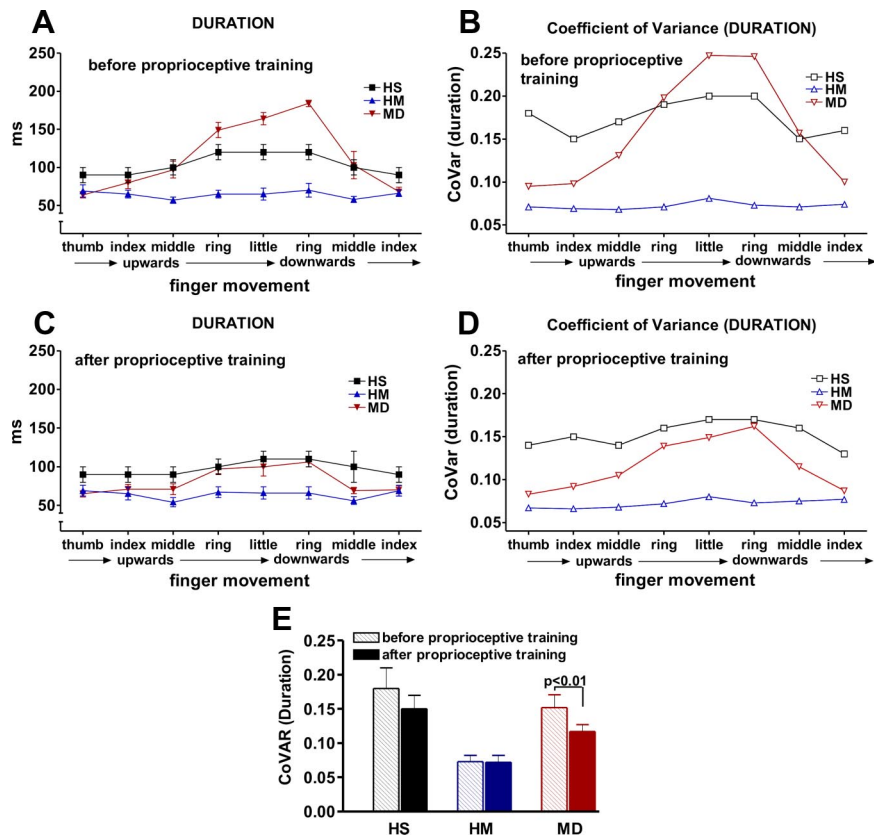 A
DURATION
250
200
150
100
50
ms
before proprioceptive training
HS
HM
MD
thumb index middle ring little ring middle index
upwards downwards
finger movement
B
Coefficient of Variance (DURATION)
0.25
0.20
0.15
0.10
0.05
CoVar (duration)
before proprioceptive
training
HS
HM
MD
thumb index middle ring little ring middle index
upwards downwards
finger movement
C
DURATION
250
200
150
100
50
ms
after proprioceptive training
HS
HM
MD
thumb index middle ring little ring middle index
upwards downwards
finger movement
D
Coefficient of Variance (DURATION)
0.25
0.20
0.15
0.10
0.05
CoVar (duration)
after proprioceptive training
HS
HM
MD
thumb index middle ring little ring middle index
upwards downwards
finger movement
E
0.25
0.20
0.15
0.10
0.05
0.00
CoVAR (Duration)
before proprioceptive training
after proprioceptive training
p<0.01
HS HM MD